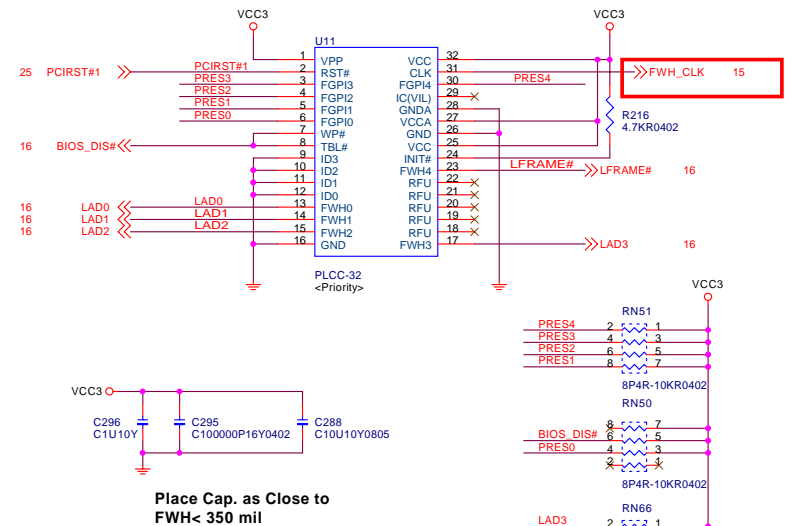 VCC3
VCC3
U11
1 VPP VCC 32
25 PCIRST#1 PCIRST#1 2 RST# CLK 31 FWH_CLK 15
PRES3 3 FGPI3 FGPI4 30 PRES4
PRES2 4 FGPI2 IC(VIL) 29
PRES1 5 FGPI1 GNDA 28
PRES0 6 FGPI0 VCCA 27
7 WP# GND 26
16 BIOS_DIS# 8 TBL# VCC 25
9 ID3 INIT# 24
10 ID2 FWH4 23 LFRAME# LFRAME# 16
11 ID1 RFU 22
12 ID0 RFU 21
16 LAD0 LAD0 13 FWH0 RFU 20
16 LAD1 LAD1 14 FWH1 RFU 19
16 LAD2 LAD2 15 FWH2 RFU 18
16 GND FWH3 17 LAD3 16
R216
4.7KR0402
PLCC-32
<Priority>
VCC3
RN51
PRES4 2 1
PRES3 4 3
PRES2 6 5
PRES1 8 7
8P4R-10KR0402
RN50
8 7
BIOS_DIS# 6 5
PRES0 4 3
2 1
8P4R-10KR0402
RN66
LAD3 2 1
VCC3
C296
C1U10Y
C295
C100000P16Y0402
C288
C10U10Y0805
Place Cap. as Close to
FWH< 350 mil